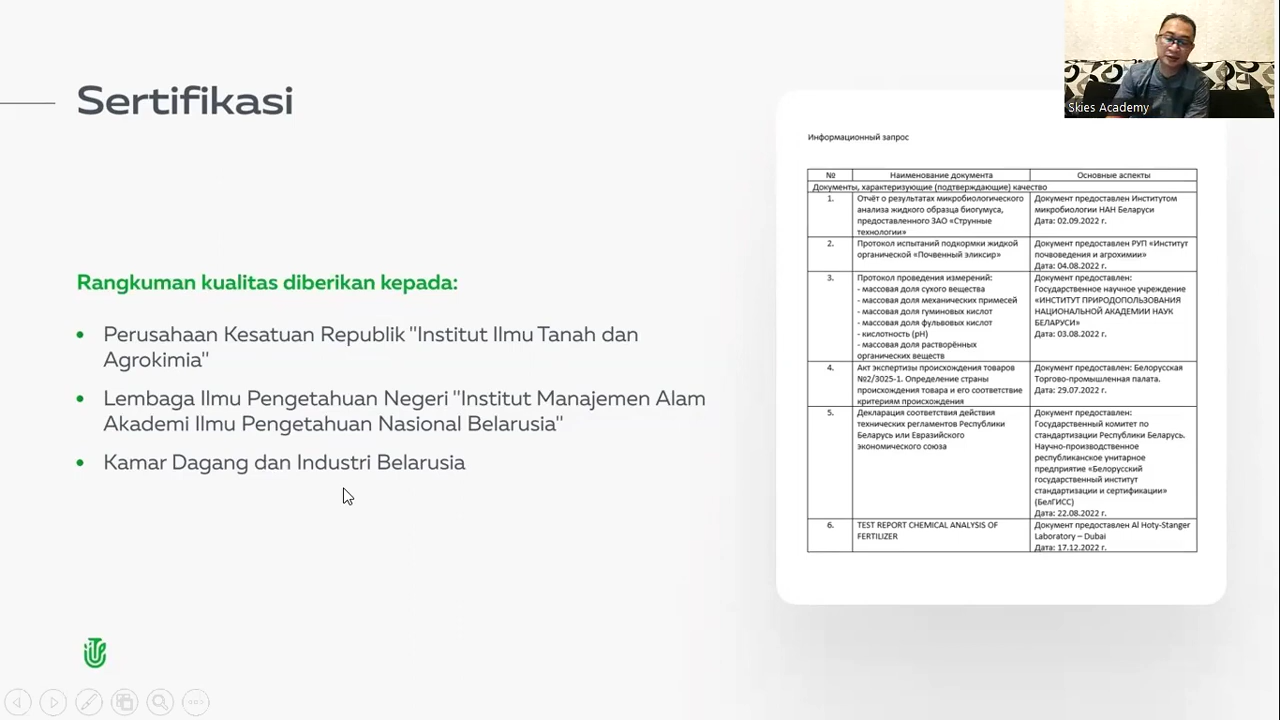 Sertifikasi
Rangkuman kualitas diberikan kepada:
Perusahaan Kesatuan Republik "Institut Ilmu Tanah dan
Agrokimia"
Lembaga Ilmu Pengetahuan Negeri "Institut Manajemen Alam
Akademi Ilmu Pengetahuan Nasional Belarusia"
Kamar Dagang dan Industri Belarusia
Skies Academy
Информационный запрос
№ Наименование документа Основные аспекты
Документы, характеризующие (подтверждающие) качество
1. Отчёт о результатах микробиологического
анализа жидкого образца биогумуса,
предоставленного ЗАО «Струнные
технологии»
Документ предоставлен Институтом
микробиологии НАН Беларуси
Дата: 02.09.2022 г.
2. Протокол испытаний подкормки жидкой
органической «Почвенный эликсир»
Документ предоставлен РУП «Институт
почвоведения и агрохимии»
Дата: 04.08.2022 г.
3. Протокол проведения измерений:
- массовая доля сухого вещества
- массовая доля механических примесей
- массовая доля гуминовых кислот
- массовая доля фульвовых кислот
- кислотность (pH)
- массовая доля растворённых
органических веществ
Документ предоставлен:
Государственное научное учреждение
«ИНСТИТУТ ПРИРОДОПОЛЬЗОВАНИЯ
НАЦИОНАЛЬНОЙ АКАДЕМИИ НАУК
БЕЛАРУСИ»
Дата: 03.08.2022 г.
4. Акт экспертизы происхождения товаров
№2/3025-1. Определение страны
происхождения товара и его соответствие
критериям происхождения
Документ предоставлен: Белорусская
Торгово-промышленная палата.
Дата: 29.07.2022 г.
5. Декларация соответствия действия
технических регламентов Республики
Беларусь или Евразийского
экономического союза
Документ предоставлен:
Государственный комитет по
стандартизации Республики Беларусь.
Научно-производственное
республиканское унитарное
предприятие «Белорусский
государственный институт
стандартизации и сертификации»
(БелГИСС)
Дата: 22.08.2022 г.
6. TEST REPORT CHEMICAL ANALYSIS OF
FERTILIZER
Документ предоставлен Al Hoty-Stanger
Laboratory – Dubai
Дата: 17.12.2022 г.